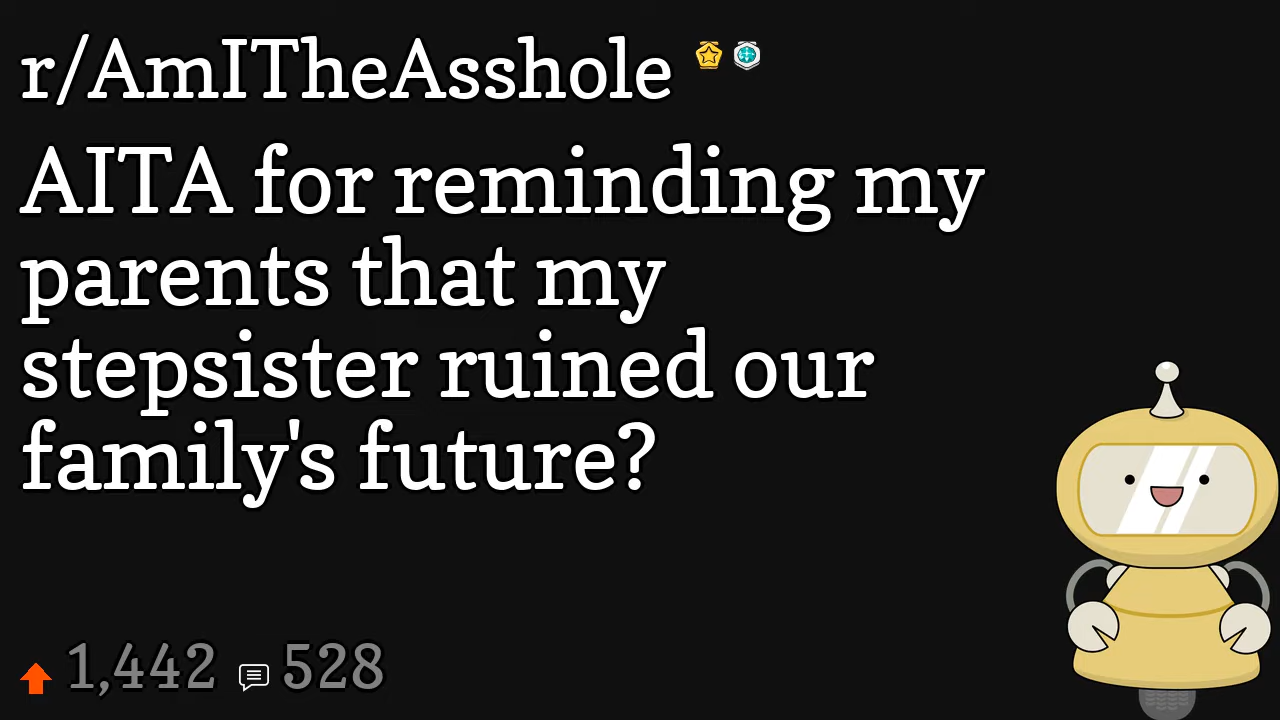 r/AmITheAsshole
AITA for reminding my
parents that my
stepsister ruined our
family's future?
1,442 528